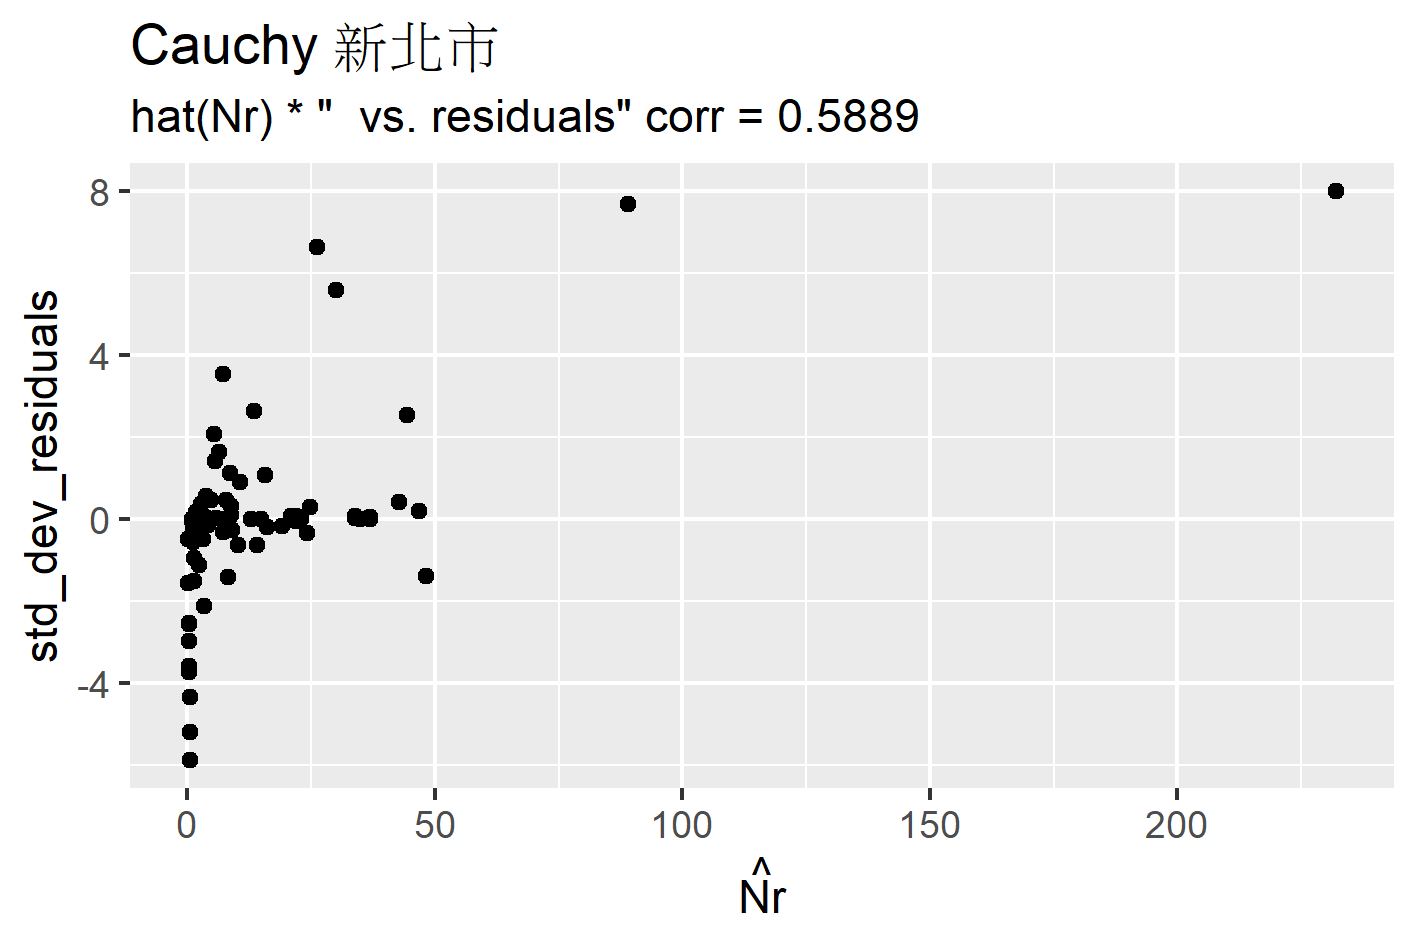 Cauchy 新北市
hat(Nr) * "  vs. residuals" corr = 0.5889
std_dev_residuals
8
4
0
-4
0
50
100
150
200
N̂r